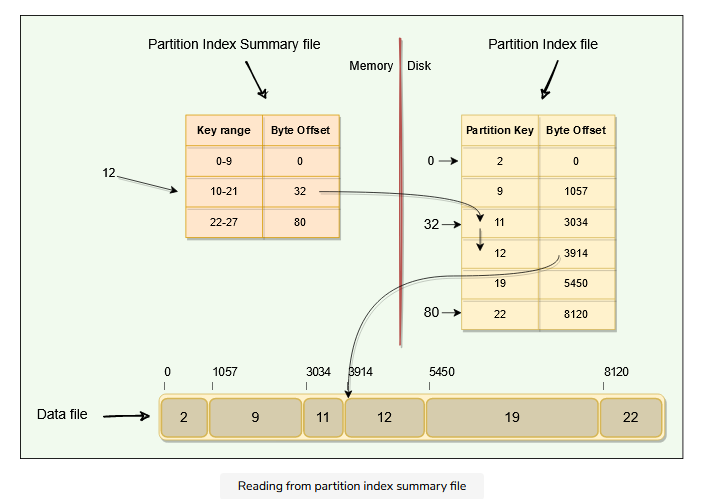 Partition Index Summary file
Partition Index file
Memory Disk
Key range Byte Offset
0-9 0
10-21 32
22-27 80
12
Partition Key Byte Offset
2 0
9 1057
11 3034
12 3914
19 5450
22 8120
0
32
80
0 1057 3034 3914 5450 8120
Data file
2 9 11 12 19 22
Reading from partition index summary file